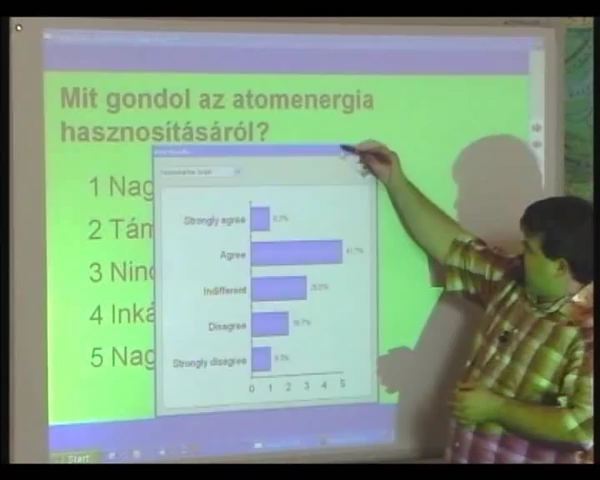 Mit gondol az atomenergia
hasznosításáról?
1 Nag
2 Tám
3 Ninc
4 Inká
5 Nag
Strongly agree
Agree
Indifferent
Disagree
Strongly disagree
0 1 2 3 4 5
Start